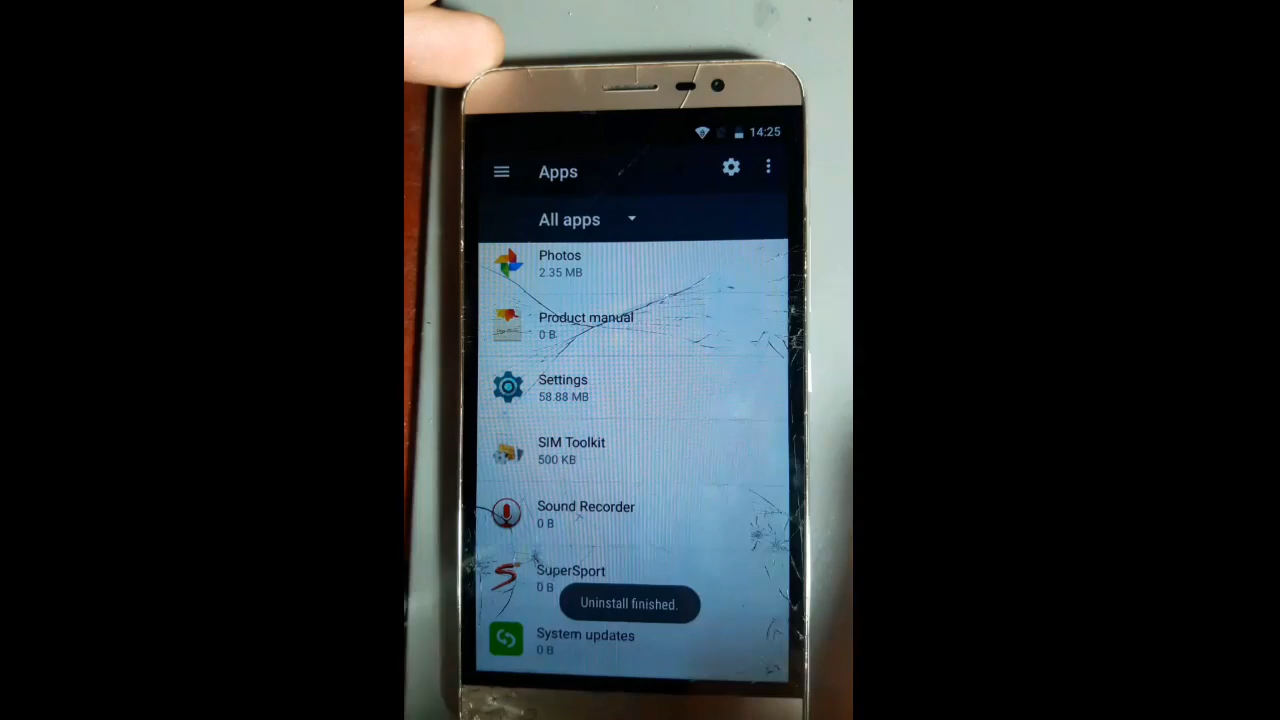 14:25
Apps
All apps
Photos
2.35 MB
Product manual
0 B
Settings
58.88 MB
SIM Toolkit
500 KB
Sound Recorder
0 B
SuperSport
0 B
Uninstall finished.
System updates
0 B